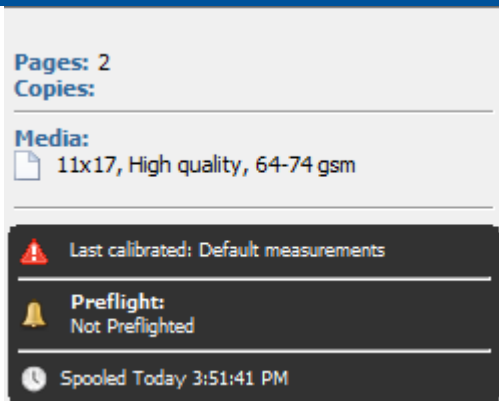 Pages: 2
Copies:
Media:
11x17, High quality, 64-74 gsm
Last calibrated: Default measurements
Preflight:
Not Preflighted
Spooled Today 3:51:41 PM